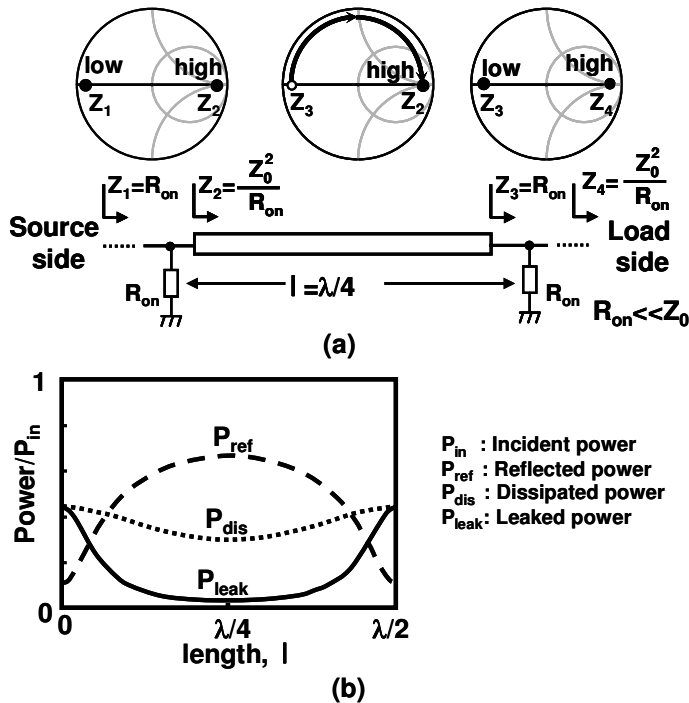 low high
Z1 Z2
high
Z3 Z2
low high
Z3 Z4
Z1=Ron Z2=Z0²/Ron Z3=Ron Z4=Z0²/Ron
Source side
Load side
Ron l=λ/4 Ron
Ron<<Z0
(a)
1
Power/Pin
Pref
Pdis
Pleak
0
0 λ/4 λ/2
length, l
Pin : Incident power
Pref : Reflected power
Pdis : Dissipated power
Pleak: Leaked power
(b)